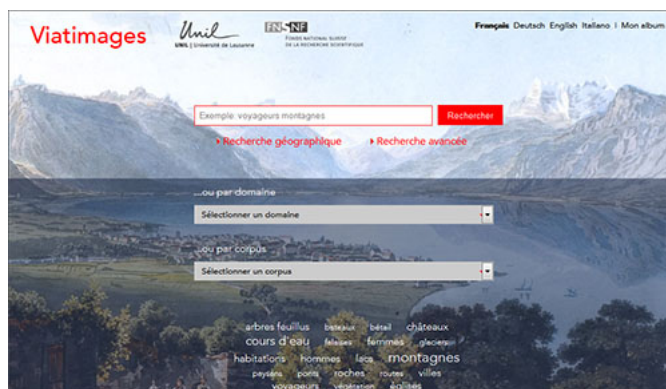 Viatimages
Unil
UNIL | Université de Lausanne
FNSNF
FONDS NATIONAL SUISSE
DE LA RECHERCHE SCIENTIFIQUE
Français Deutsch English Italiano | Mon album
Exemple: voyageurs montagnes
Rechercher
Recherche géographique
Recherche avancée
...ou par domaine
Sélectionner un domaine
...ou par corpus
Sélectionner un corpus
arbres feuillus bateaux bétail châteaux
cours d'eau falaises femmes glaciers
habitations hommes lacs montagnes
paysans ponts roches routes villes
voyageurs végétation églises